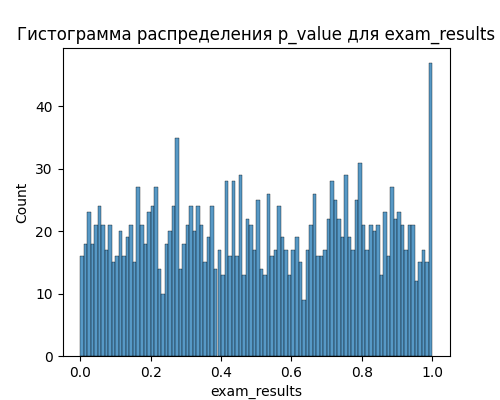 Гистограмма распределения p_value для exam_results
Count
40
30
20
10
0
0.0 0.2 0.4 0.6 0.8 1.0
exam_results